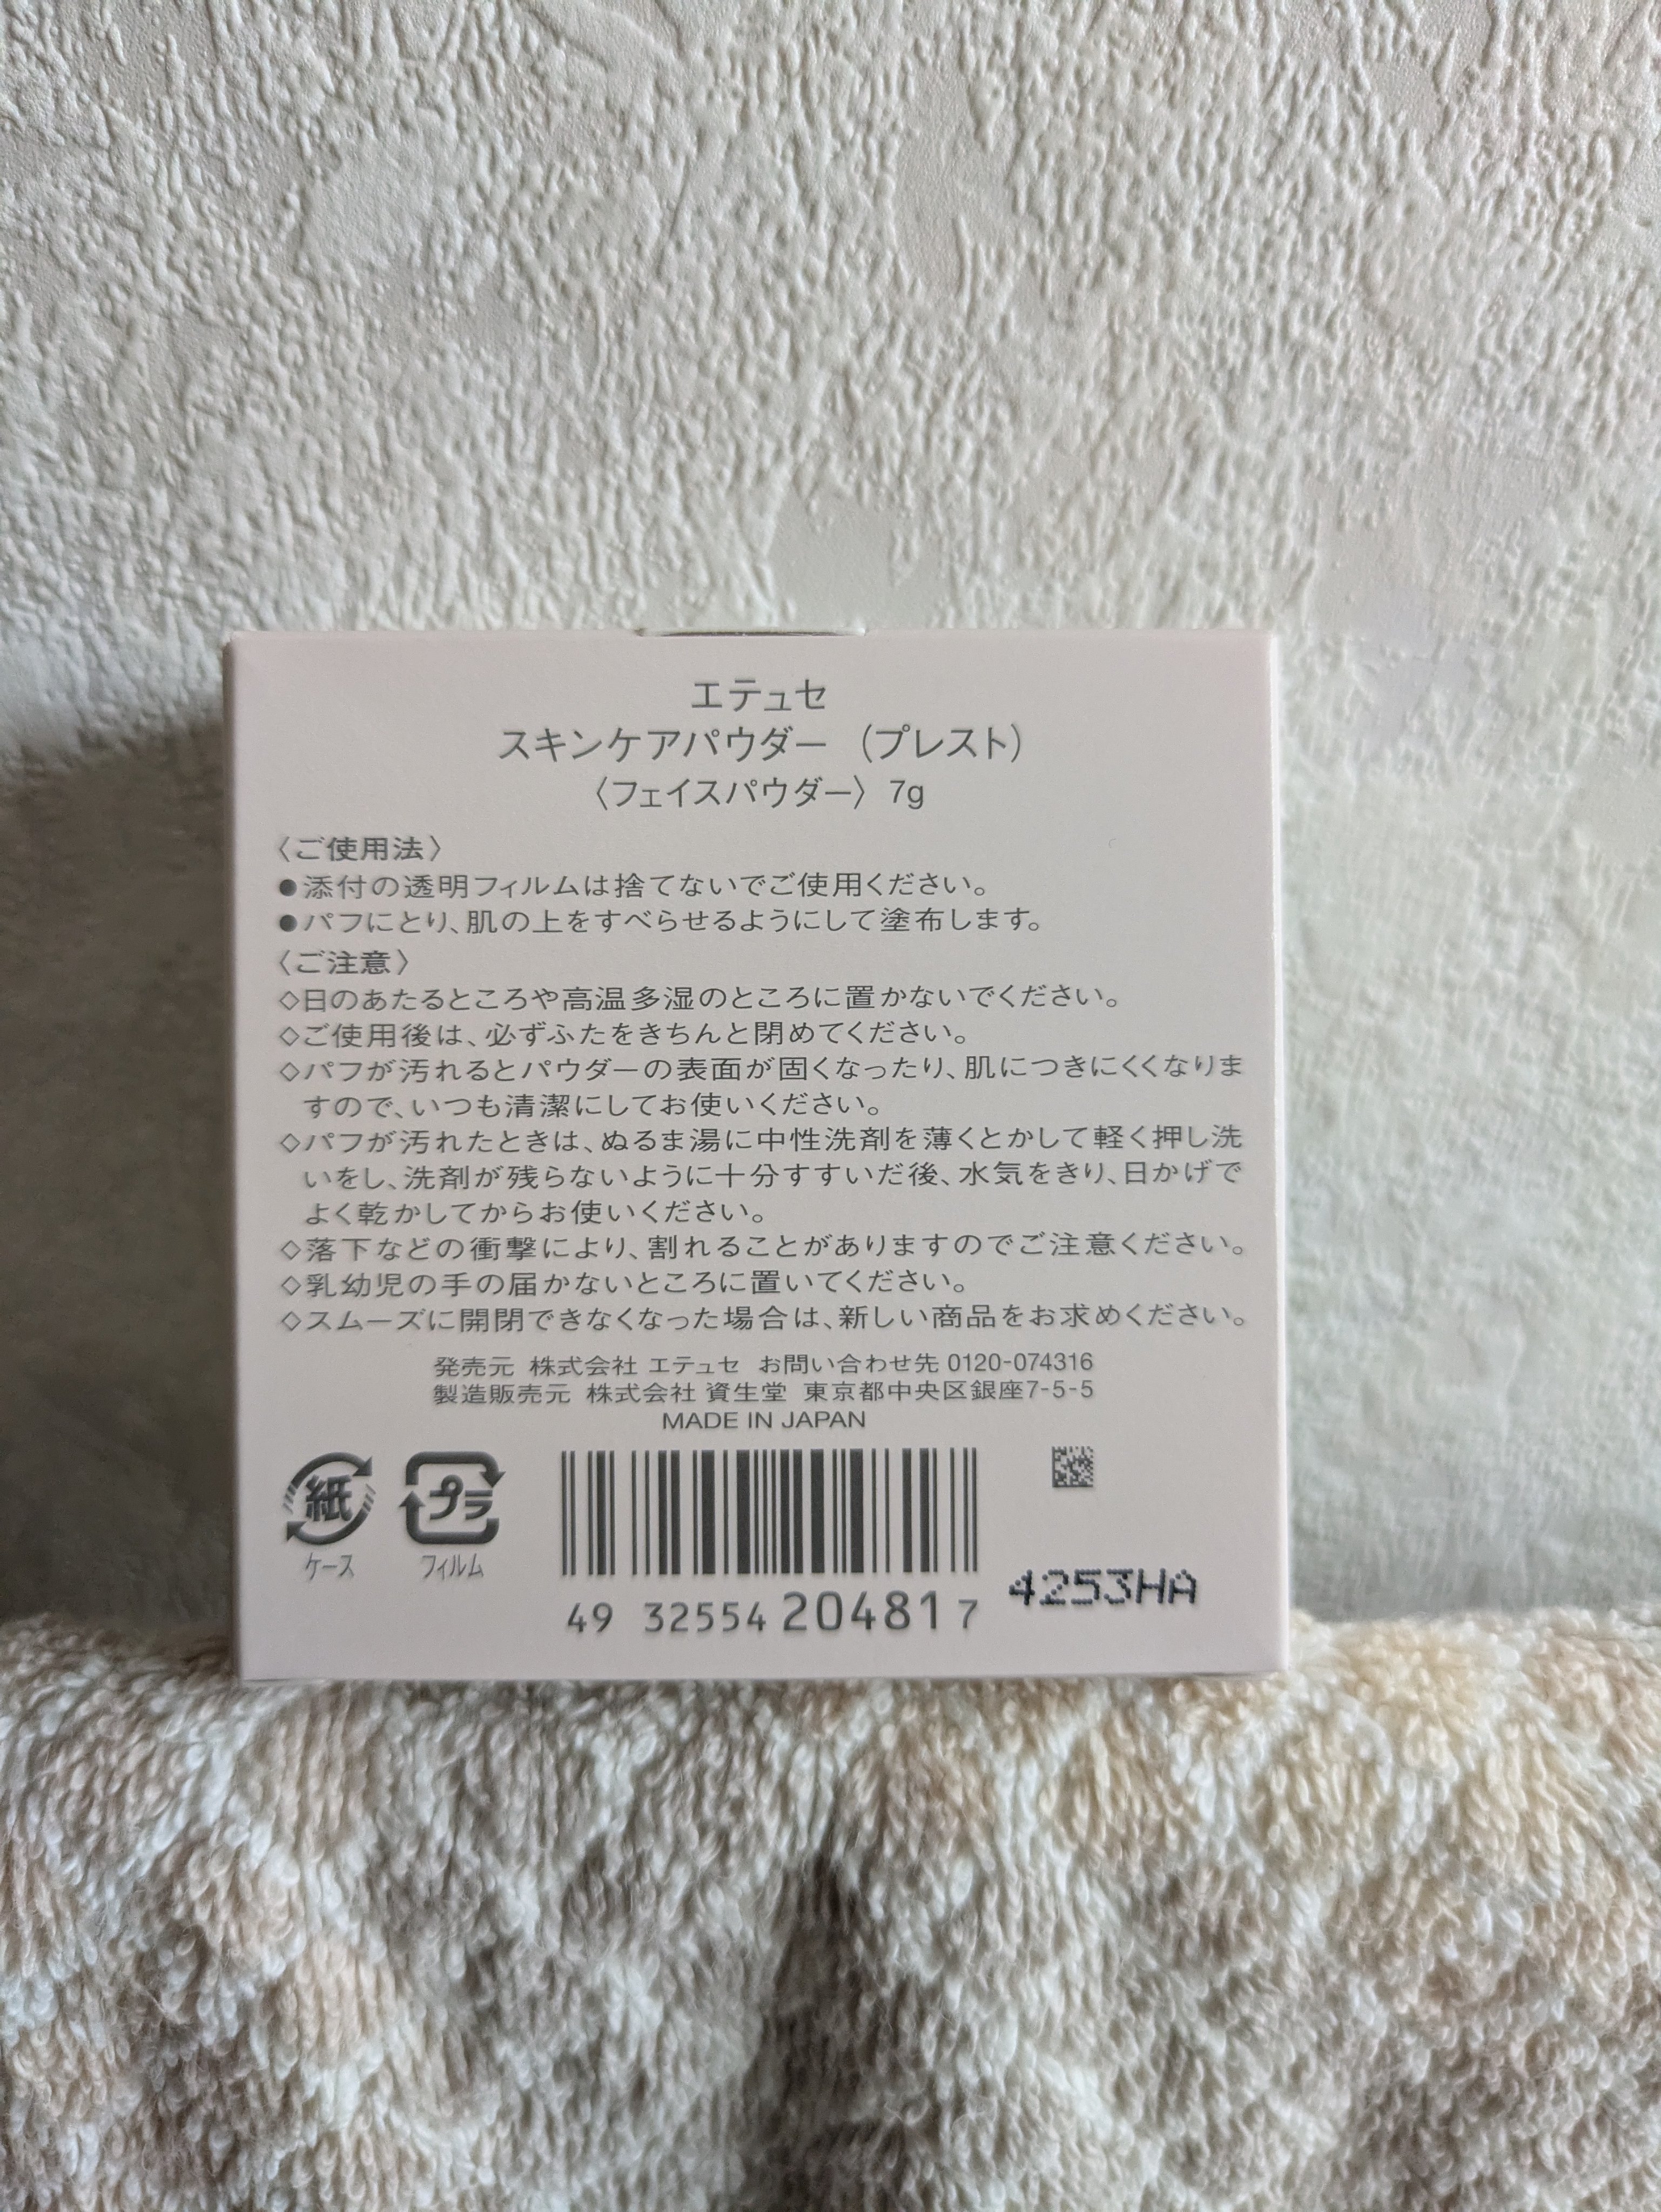 エテュセ
スキンケアパウダー （プレスト）
〈フェイスパウダー〉 7g
〈ご使用法〉
●添付の透明フィルムは捨てないでご使用ください。
●パフにとり、肌の上をすべらせるようにして塗布します。
〈ご注意〉
◇日のあたるところや高温多湿のところに置かないでください。
◇ご使用後は、必ずふたをきちんと閉めてください。
◇パフが汚れるとパウダーの表面が固くなったり、肌につきにくくなりま
すので、いつも清潔にしてお使いください。
◇パフが汚れたときは、ぬるま湯に中性洗剤を薄くとかして軽く押し洗
いをし、洗剤が残らないように十分すすいだ後、水気をきり、日かげで
よく乾かしてからお使いください。
◇落下などの衝撃により、割れることがありますのでご注意ください。
◇乳幼児の手の届かないところに置いてください。
◇スムーズに開閉できなくなった場合は、新しい商品をお求めください。
発売元 株式会社 エテュセ お問い合わせ先 0120-074316
製造販売元 株式会社 資生堂 東京都中央区銀座7-5-5
MADE IN JAPAN
紙
ケース
プラ
フィルム
49 32554 20481 7
4253HA